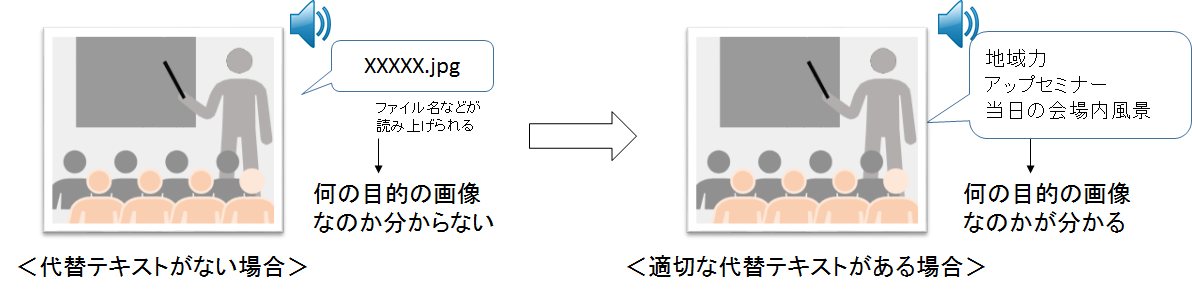 XXXXX.jpg
ファイル名などが
読み上げられる
何の目的の画像
なのか分からない
＜代替テキストがない場合＞
地域力
アップセミナー
当日の会場内風景
何の目的の画像
なのかが分かる
＜適切な代替テキストがある場合＞